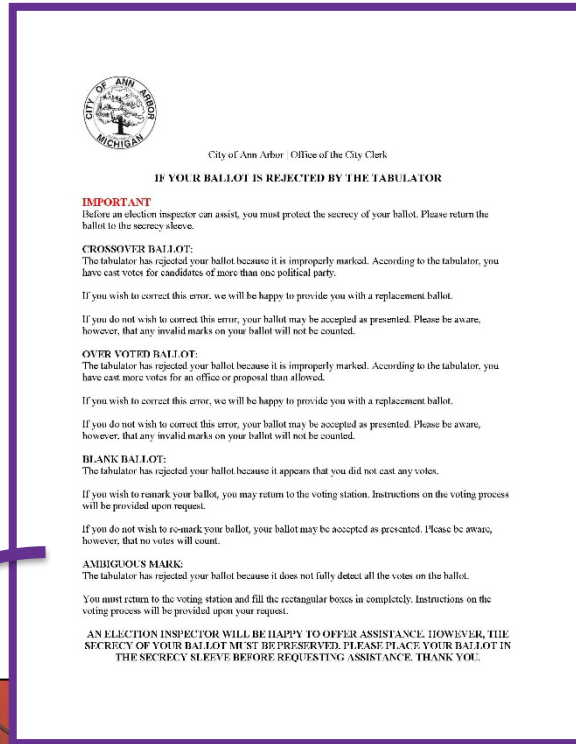 CITY OF ANN ARBOR
MICHIGAN
City of Ann Arbor | Office of the City Clerk
IF YOUR BALLOT IS REJECTED BY THE TABULATOR
IMPORTANT
Before an election inspector can assist, you must protect the secrecy of your ballot. Please return the
ballot to the secrecy sleeve.
CROSSOVER BALLOT:
The tabulator has rejected your ballot because it is improperly marked. According to the tabulator, you
have cast votes for candidates of more than one political party.
If you wish to correct this error, we will be happy to provide you with a replacement ballot.
If you do not wish to correct this error, your ballot may be accepted as presented. Please be aware,
however, that any invalid marks on your ballot will not be counted.
OVER VOTED BALLOT:
The tabulator has rejected your ballot because it is improperly marked. According to the tabulator, you
have cast more votes for an office or proposal than allowed.
If you wish to correct this error, we will be happy to provide you with a replacement ballot.
If you do not wish to correct this error, your ballot may be accepted as presented. Please be aware,
however, that any invalid marks on your ballot will not be counted.
BLANK BALLOT:
The tabulator has rejected your ballot because it appears that you did not cast any votes.
If you wish to remark your ballot, you may return to the voting station. Instructions on the voting process
will be provided upon request.
If you do not wish to re-mark your ballot, your ballot may be accepted as presented. Please be aware,
however, that no votes will count.
AMBIGUOUS MARK:
The tabulator has rejected your ballot because it does not fully detect all the votes on the ballot.
You must return to the voting station and fill the rectangular boxes in completely. Instructions on the
voting process will be provided upon your request.
AN ELECTION INSPECTOR WILL BE HAPPY TO OFFER ASSISTANCE. HOWEVER, THE
SECRECY OF YOUR BALLOT MUST BE PRESERVED. PLEASE PLACE YOUR BALLOT IN
THE SECRECY SLEEVE BEFORE REQUESTING ASSISTANCE. THANK YOU.